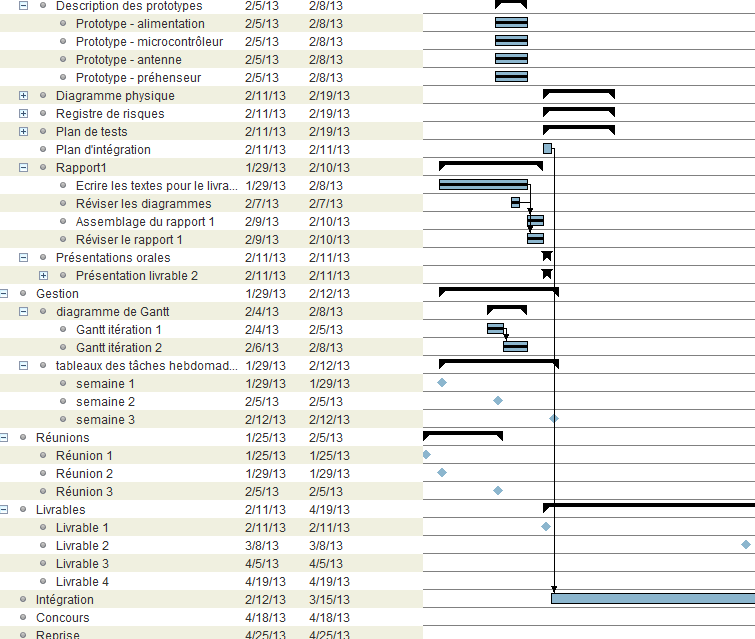 Description des prototypes 2/5/13 2/8/13
Prototype - alimentation 2/5/13 2/8/13
Prototype - microcontrôleur 2/5/13 2/8/13
Prototype - antenne 2/5/13 2/8/13
Prototype - préhenseur 2/5/13 2/8/13
Diagramme physique 2/11/13 2/19/13
Registre de risques 2/11/13 2/19/13
Plan de tests 2/11/13 2/19/13
Plan d'intégration 2/11/13 2/11/13
Rapport1 1/29/13 2/10/13
Ecrire les textes pour le livra... 1/29/13 2/8/13
Réviser les diagrammes 2/7/13 2/7/13
Assemblage du rapport 1 2/9/13 2/10/13
Réviser le rapport 1 2/9/13 2/10/13
Présentations orales 2/11/13 2/11/13
Présentation livrable 2 2/11/13 2/11/13
Gestion 1/29/13 2/12/13
diagramme de Gantt 2/4/13 2/8/13
Gantt itération 1 2/4/13 2/5/13
Gantt itération 2 2/6/13 2/8/13
tableaux des tâches hebdomad... 1/29/13 2/12/13
semaine 1 1/29/13 1/29/13
semaine 2 2/5/13 2/5/13
semaine 3 2/12/13 2/12/13
Réunions 1/25/13 2/5/13
Réunion 1 1/25/13 1/25/13
Réunion 2 1/29/13 1/29/13
Réunion 3 2/5/13 2/5/13
Livrables 2/11/13 4/19/13
Livrable 1 2/11/13 2/11/13
Livrable 2 3/8/13 3/8/13
Livrable 3 4/5/13 4/5/13
Livrable 4 4/19/13 4/19/13
Intégration 2/12/13 3/15/13
Concours 4/18/13 4/18/13
Reprise 4/25/13 4/25/13